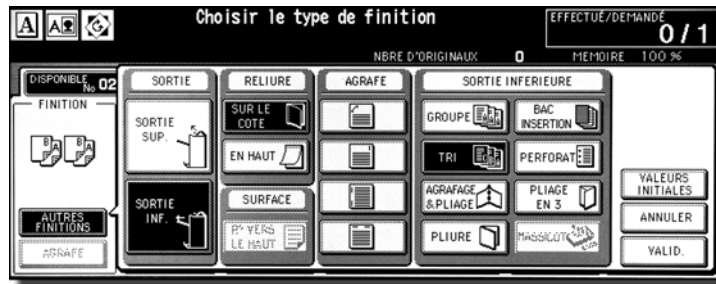 A A Choisir le type de finition EFFECTUÉ/DEMANDÉ
0/1
NBRE D'ORIGINAUX 0 MEMOIRE 100 %
DISPONIBLE
No 02
FINITION
B A B A
AUTRES
FINITIONS
AGRAFE
SORTIE
SORTIE
SUP.
SORTIE
INF.
RELIURE
SUR LE
COTE
EN HAUT
SURFACE
Rº VERS
LE HAUT
AGRAFE
SORTIE INFERIEURE
GROUPE
BAC
INSERTION
TRI
PERFORAT
AGRAFAGE
&PLIAGE
PLIAGE
EN 3
PLIURE
MASSICOT
VALEURS
INITIALES
ANNULER
VALID.